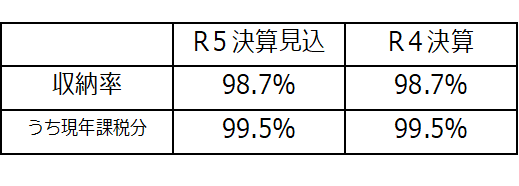 R5決算見込 R4決算
収納率 98.7% 98.7%
うち現年課税分 99.5% 99.5%